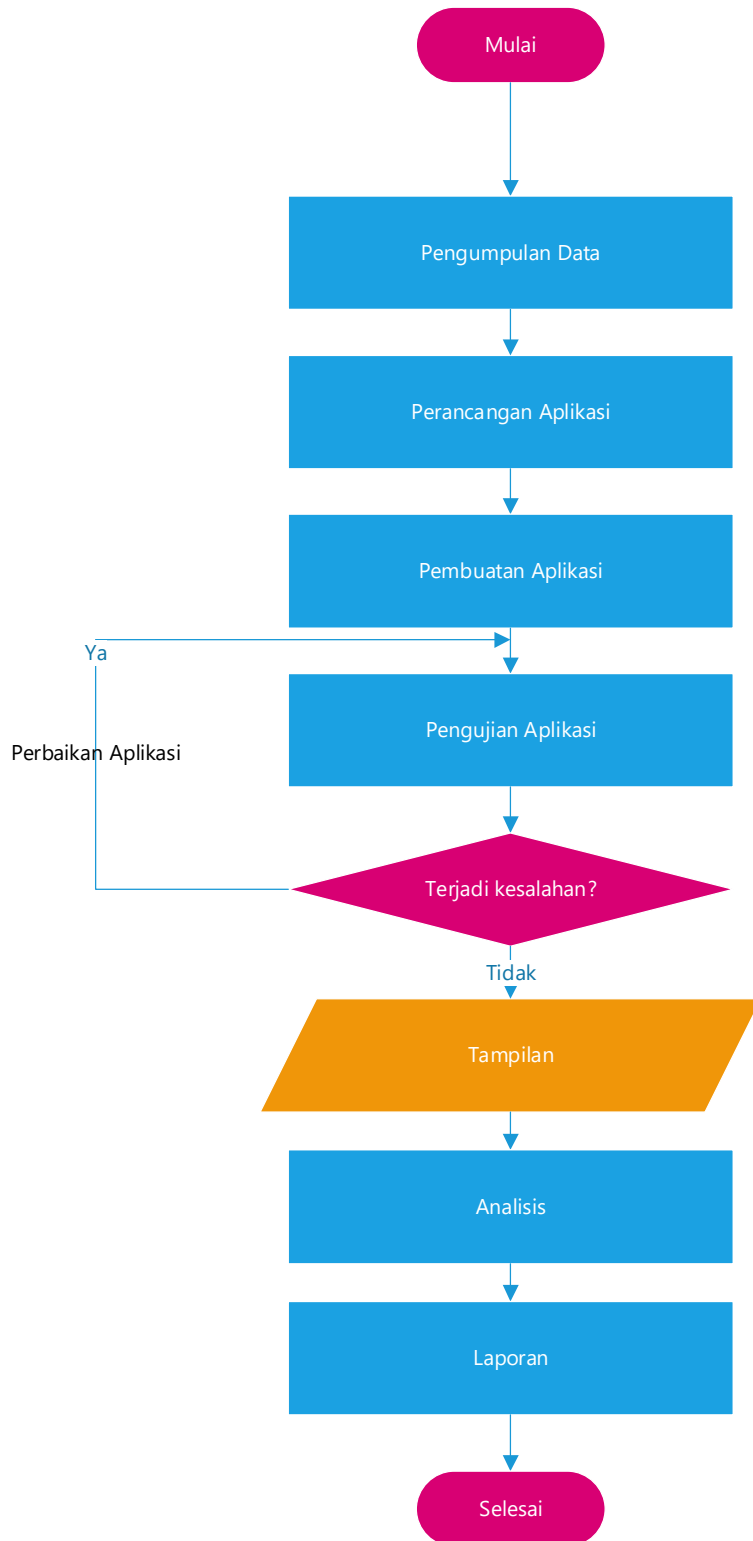 Mulai
Pengumpulan Data
Perancangan Aplikasi
Pembuatan Aplikasi
Ya
Pengujian Aplikasi
Perbaikan Aplikasi
Terjadi kesalahan?
Tidak
Tampilan
Analisis
Laporan
Selesai